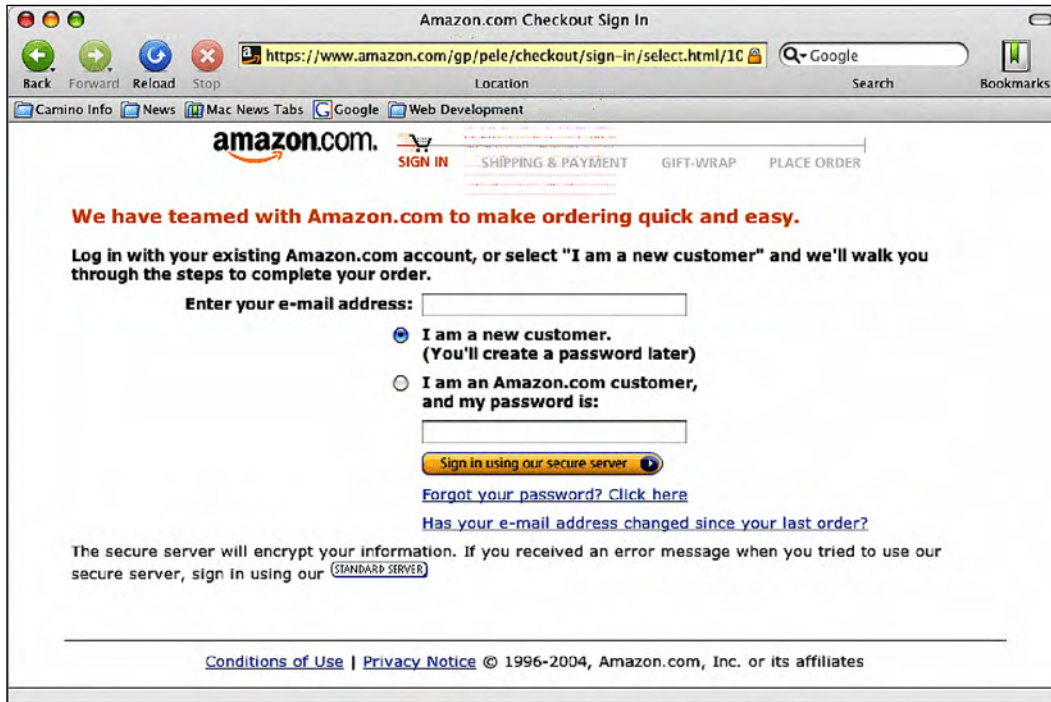 Amazon.com Checkout Sign In
https://www.amazon.com/gp/pele/checkout/sign-in/select.html/10
Google
Back Forward Reload Stop Location Search Bookmarks
Camino Info News Mac News Tabs Google Web Development
amazon.com.
SIGN IN SHIPPING & PAYMENT GIFT-WRAP PLACE ORDER
We have teamed with Amazon.com to make ordering quick and easy.
Log in with your existing Amazon.com account, or select "I am a new customer" and we'll walk you
through the steps to complete your order.
Enter your e-mail address:
I am a new customer.
(You'll create a password later)
I am an Amazon.com customer,
and my password is:
Sign in using our secure server
Forgot your password? Click here
Has your e-mail address changed since your last order?
The secure server will encrypt your information. If you received an error message when you tried to use our
secure server, sign in using our STANDARD SERVER
Conditions of Use | Privacy Notice © 1996-2004, Amazon.com, Inc. or its affiliates